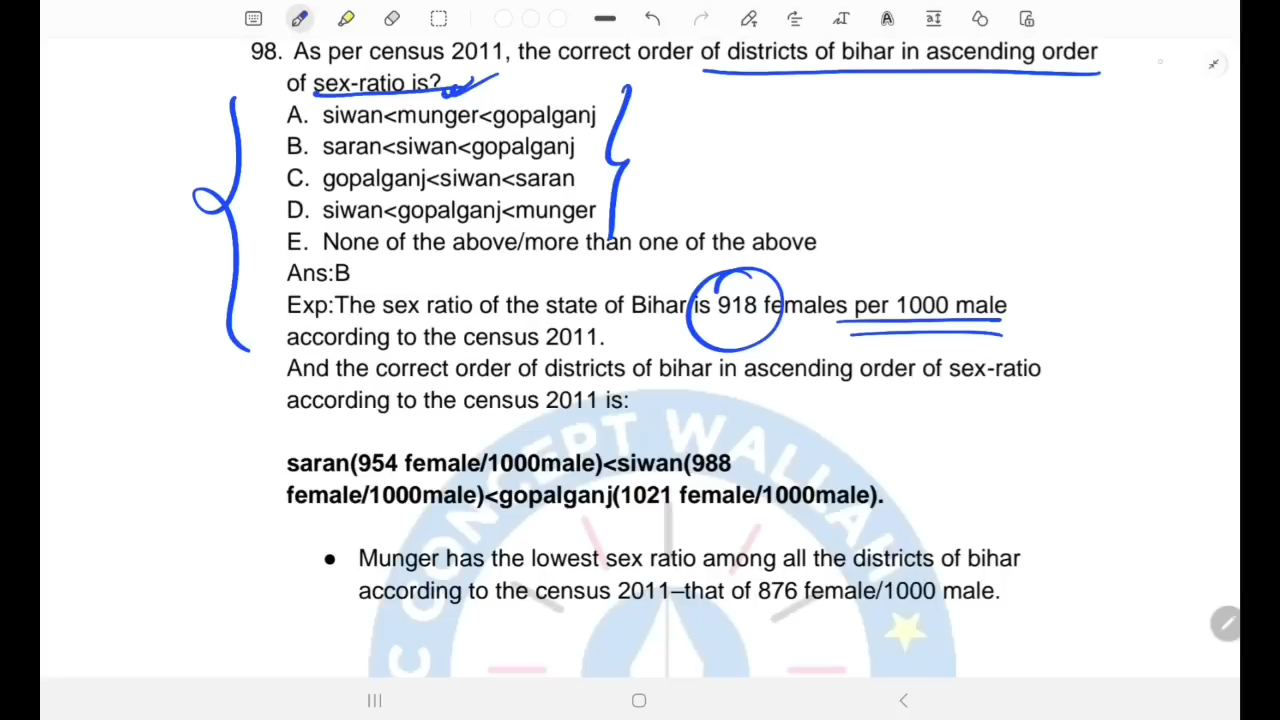 98. As per census 2011, the correct order of districts of bihar in ascending order
of sex-ratio is?
A. siwan<munger<gopalganj
B. saran<siwan<gopalganj
C. gopalganj<siwan<saran
D. siwan<gopalganj<munger
E. None of the above/more than one of the above
Ans:B
Exp:The sex ratio of the state of Bihar is 918 females per 1000 male
according to the census 2011.
And the correct order of districts of bihar in ascending order of sex-ratio
according to the census 2011 is:
saran(954 female/1000male)<siwan(988
female/1000male)<gopalganj(1021 female/1000male).
● Munger has the lowest sex ratio among all the districts of bihar
according to the census 2011–that of 876 female/1000 male.
C CONCEPT WALLAH